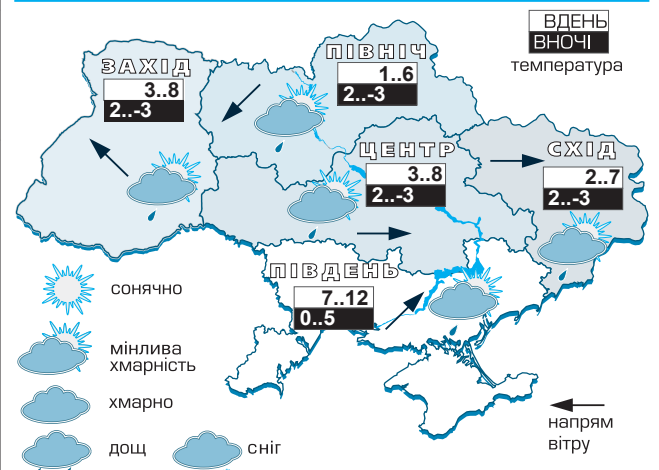 ВДЕНЬ
ВНОЧІ
температура
ЗАХІД
3..8
2..-3
ПІВНІЧ
1..6
2..-3
ЦЕНТР
3..8
2..-3
СХІД
2..7
2..-3
ПІВДЕНЬ
7..12
0..5
сонячно
мінлива
хмарність
хмарно
дощ
сніг
напрям
вітру